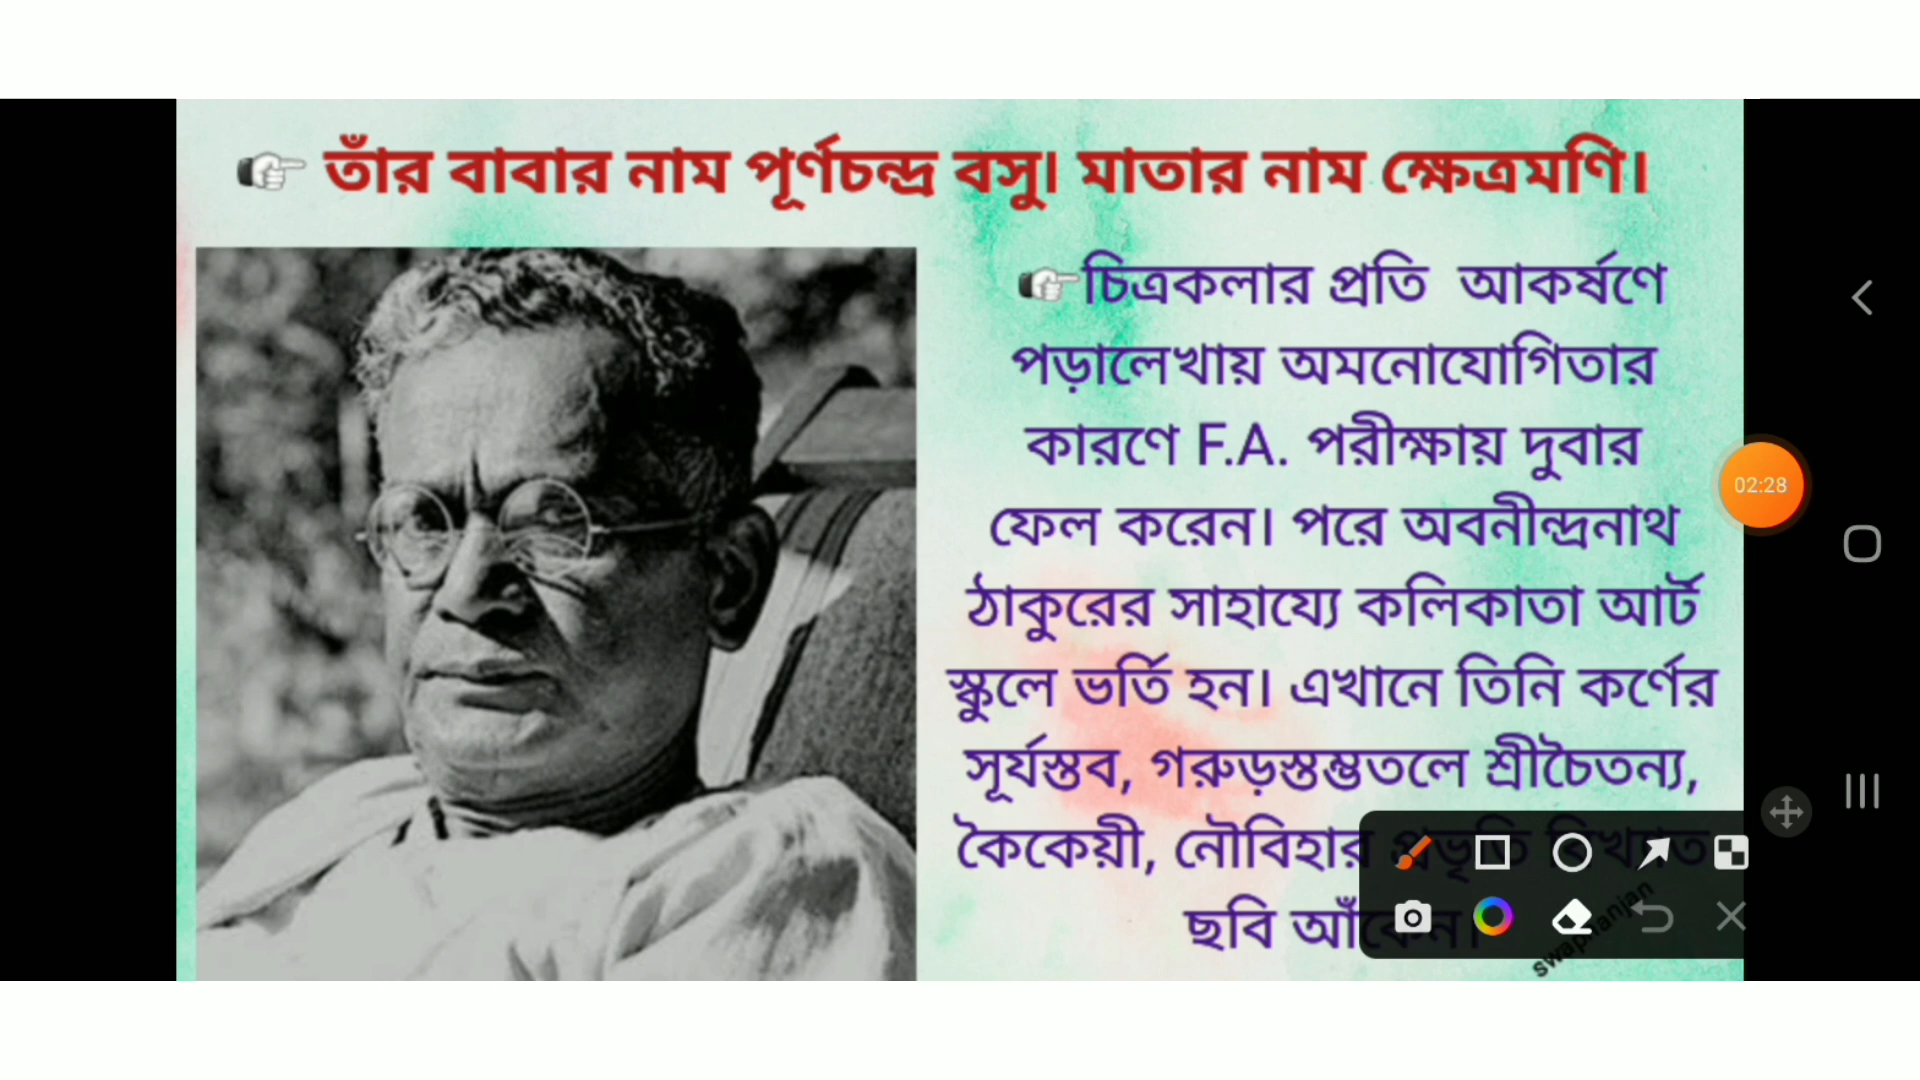 তাঁর বাবার নাম পূর্ণচন্দ্র বসু। মাতার নাম ক্ষেত্রমণি।
চিত্রকলার প্রতি আকর্ষণে
পড়ালেখায় অমনোযোগিতার
কারণে F.A. পরীক্ষায় দুবার
ফেল করেন। পরে অবনীন্দ্রনাথ
ঠাকুরের সাহায্যে কলিকাতা আর্ট
স্কুলে ভর্তি হন। এখানে তিনি কর্ণের
সূর্যস্তব, গরুড়স্তম্ভতলে শ্রীচৈতন্য,
কৈকেয়ী, নৌবিহার প্রভৃতি বিখ্যাত
ছবি আঁকেন।
02:28